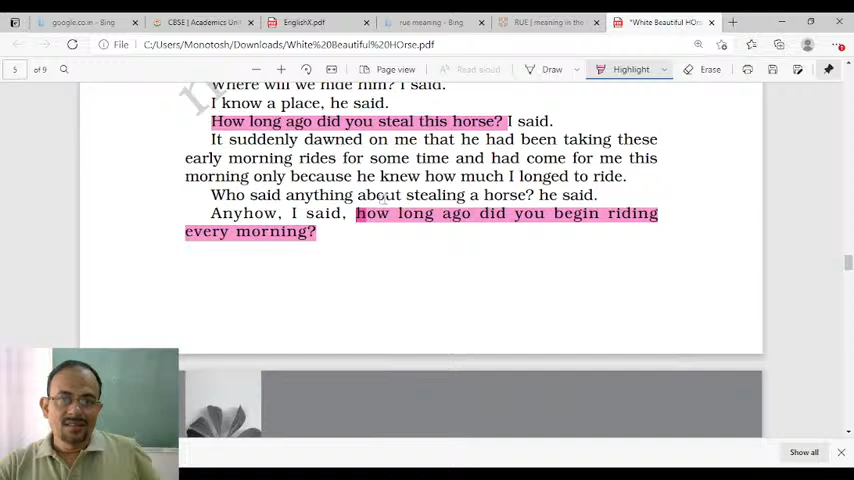 google.co.in - Bing
CBSE | Academics Uni
EnglishX.pdf
rue meaning - Bing
RUE | meaning in the
*White Beautiful HOrse.
File
C:/Users/Monotosh/Downloads/White%20Beautiful%20HOrse.pdf
5 of 9
Page view
Read aloud
Draw
Highlight
Erase
Where will we hide him? I said.
I know a place, he said.
How long ago did you steal this horse? I said.
It suddenly dawned on me that he had been taking these
early morning rides for some time and had come for me this
morning only because he knew how much I longed to ride.
Who said anything about stealing a horse? he said.
Anyhow, I said, how long ago did you begin riding
every morning?
Show all